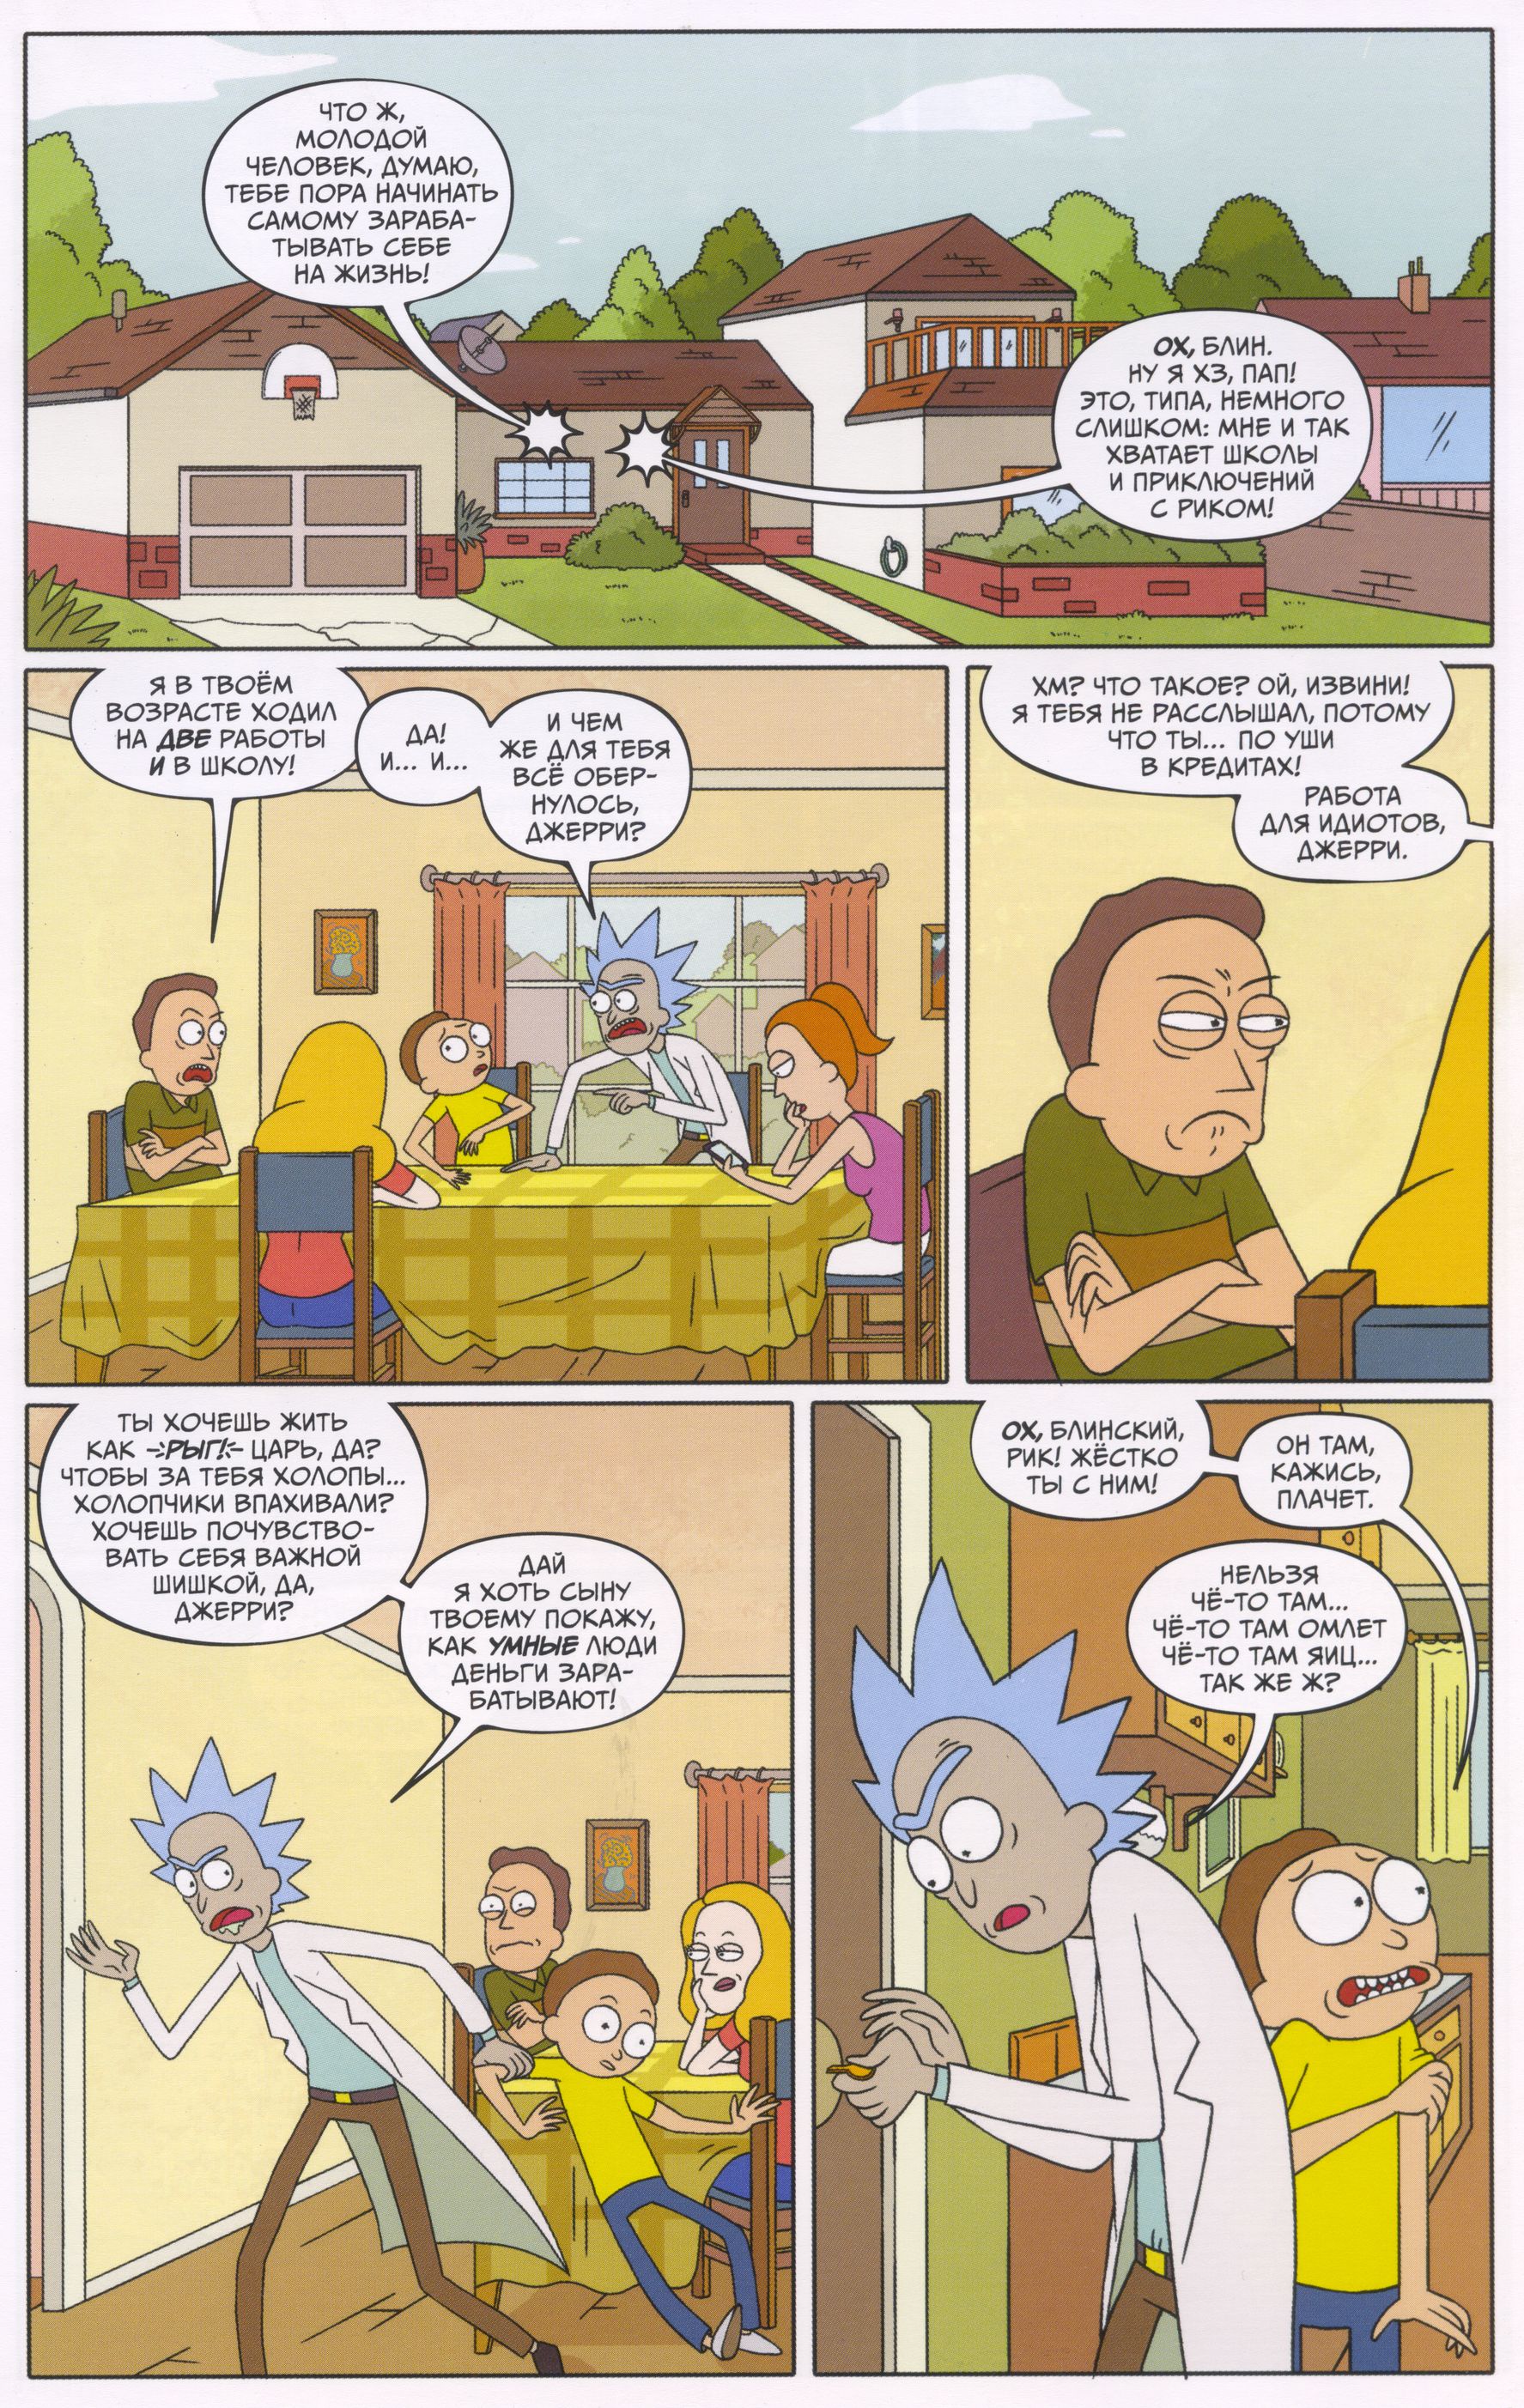 ЧТО Ж,
МОЛОДОЙ
ЧЕЛОВЕК, ДУМАЮ,
ТЕБЕ ПОРА НАЧИНАТЬ
САМОМУ ЗАРАБА-
ТЫВАТЬ СЕБЕ
НА ЖИЗНЬ!
ОХ, БЛИН.
НУ Я ХЗ, ПАП!
ЭТО, ТИПА, НЕМНОГО
СЛИШКОМ: МНЕ И ТАК
ХВАТАЕТ ШКОЛЫ
И ПРИКЛЮЧЕНИЙ
С РИКОМ!
Я В ТВОЁМ
ВОЗРАСТЕ ХОДИЛ
НА ДВЕ РАБОТЫ
И В ШКОЛУ!
ДА!
И... И...
И ЧЕМ
ЖЕ ДЛЯ ТЕБЯ
ВСЁ ОБЕР-
НУЛОСЬ,
ДЖЕРРИ?
ХМ? ЧТО ТАКОЕ? ОЙ, ИЗВИНИ!
Я ТЕБЯ НЕ РАССЛЫШАЛ, ПОТОМУ
ЧТО ТЫ... ПО УШИ
В КРЕДИТАХ!
РАБОТА
ДЛЯ ИДИОТОВ,
ДЖЕРРИ.
ТЫ ХОЧЕШЬ ЖИТЬ
КАК РЫГ! ЦАРЬ, ДА?
ЧТОБЫ ЗА ТЕБЯ ХОЛОПЫ...
ХОЛОПЧИКИ ВПАХИВАЛИ?
ХОЧЕШЬ ПОЧУВСТВО-
ВАТЬ СЕБЯ ВАЖНОЙ
ШИШКОЙ, ДА,
ДЖЕРРИ?
ДАЙ
Я ХОТЬ СЫНУ
ТВОЕМУ ПОКАЖУ,
КАК УМНЫЕ ЛЮДИ
ДЕНЬГИ ЗАРА-
БАТЫВАЮТ!
ОХ, БЛИНСКИЙ,
РИК! ЖЁСТКО
ТЫ С НИМ!
ОН ТАМ,
КАЖИСЬ,
ПЛАЧЕТ.
НЕЛЬЗЯ
ЧЁ-ТО ТАМ...
ЧЁ-ТО ТАМ ОМЛЕТ
ЧЁ-ТО ТАМ ЯИЦ...
ТАК ЖЕ Ж?